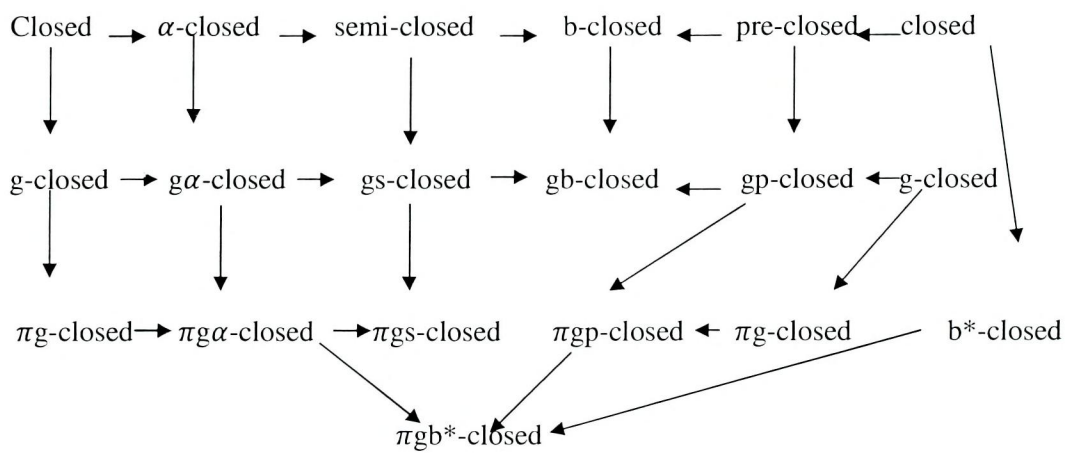 Closed α-closed semi-closed b-closed pre-closed closed
g-closed gα-closed gs-closed gb-closed gp-closed g-closed
πg-closed πgα-closed πgs-closed πgp-closed πg-closed b*-closed
πgb*-closed